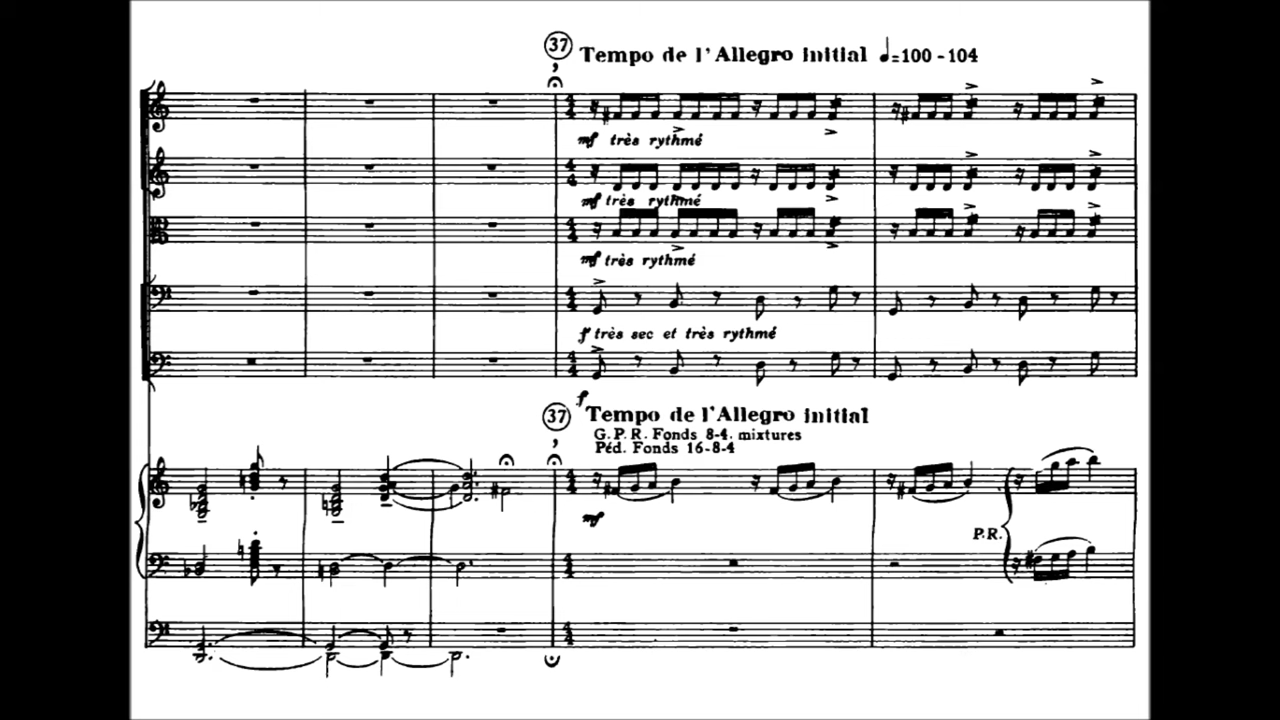 37 Tempo de l'Allegro initial ♩=100 - 104
mf très rythmé
mf très rythmé
mf très rythmé
f très sec et très rythmé
f
37 Tempo de l'Allegro initial
G.P.R. Fonds 8-4. mixtures
Péd. Fonds 16-8-4
mf
P.R.